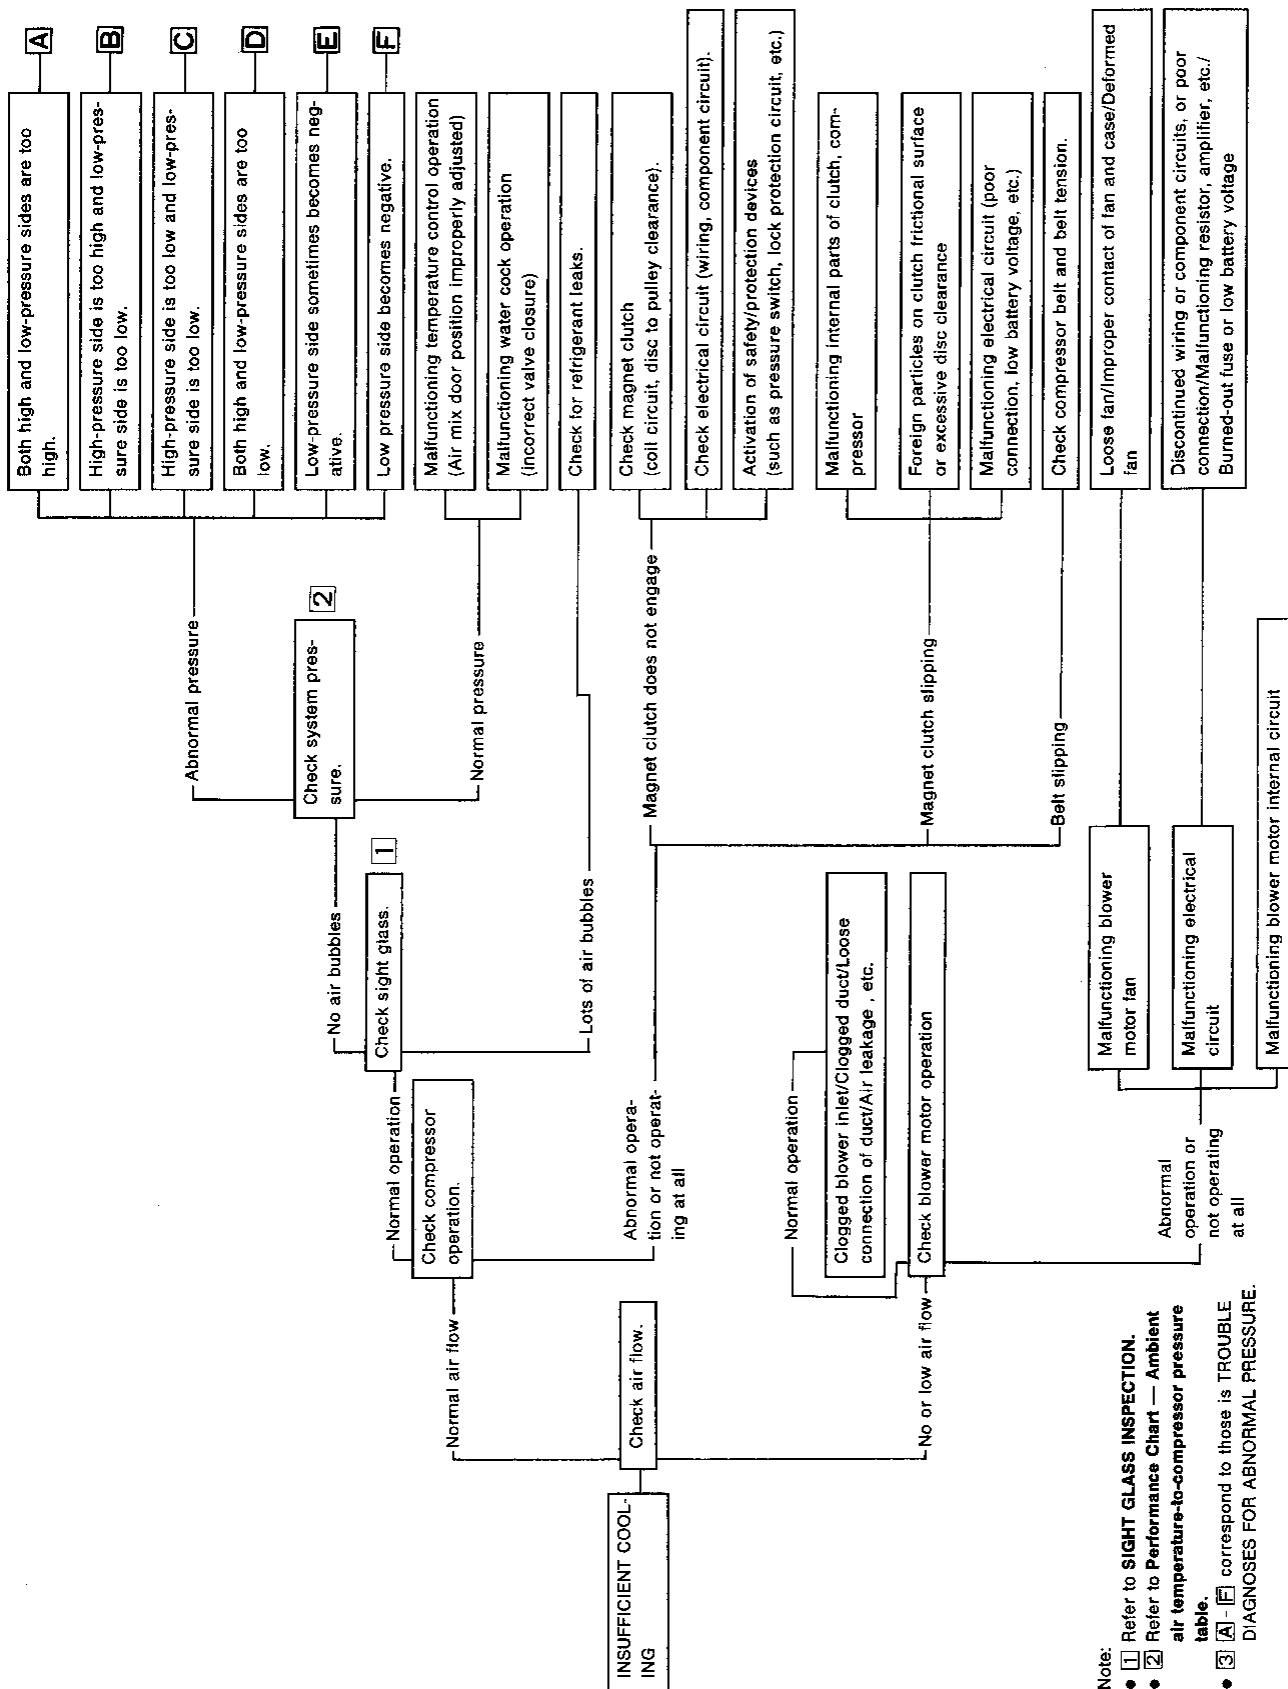 INSUFFICIENT COOL-
ING
Check air flow.
Normal air flow
No or low air flow
Check compressor
operation.
Normal operation
Abnormal opera-
tion or not operat-
ing at all
Check sight glass.
1
No air bubbles
Lots of air bubbles
Check system pres-
sure.
2
Abnormal pressure
Normal pressure
Both high and low-pressure sides are too
high.
A
High-pressure side is too high and low-pres-
sure side is too low.
B
High-pressure side is too low and low-pres-
sure side is too low.
C
Both high and low-pressure sides are too
low.
D
Low-pressure side sometimes becomes neg-
ative.
E
Low pressure side becomes negative.
F
Malfunctioning temperature control operation
(Air mix door position improperly adjusted)
Malfunctioning water cock operation
(incorrect valve closure)
Check for refrigerant leaks.
Magnet clutch does not engage
Check magnet clutch
(coil circuit, disc to pulley clearance).
Check electrical circuit (wiring, component circuit).
Activation of safety/protection devices
(such as pressure switch, lock protection circuit, etc.)
Magnet clutch slipping
Malfunctioning internal parts of clutch, com-
pressor
Foreign particles on clutch frictional surface
or excessive disc clearance
Malfunctioning electrical circuit (poor
connection, low battery voltage, etc.)
Belt slipping
Check compressor belt and belt tension.
Normal operation
Clogged blower inlet/Clogged duct/Loose
connection of duct/Air leakage , etc.
Check blower motor operation
Abnormal
operation or
not operating
at all
Malfunctioning blower
motor fan
Loose fan/Improper contact of fan and case/Deformed
fan
Malfunctioning electrical
circuit
Discontinued wiring or component circuits, or poor
connection/Malfunctioning resistor, amplifier, etc./
Burned-out fuse or low battery voltage
Malfunctioning blower motor internal circuit
Note:
● 1 Refer to SIGHT GLASS INSPECTION.
● 2 Refer to Performance Chart — Ambient
air temperature-to-compressor pressure
table.
● 3 A - F correspond to those is TROUBLE
DIAGNOSES FOR ABNORMAL PRESSURE.